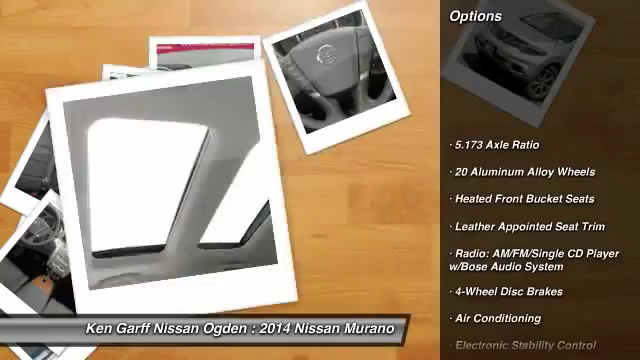 Options
· 5.173 Axle Ratio
· 20 Aluminum Alloy Wheels
· Heated Front Bucket Seats
· Leather Appointed Seat Trim
· Radio: AM/FM/Single CD Player
w/Bose Audio System
· 4-Wheel Disc Brakes
· Air Conditioning
· Electronic Stability Control
Ken Garff Nissan Ogden : 2014 Nissan Murano